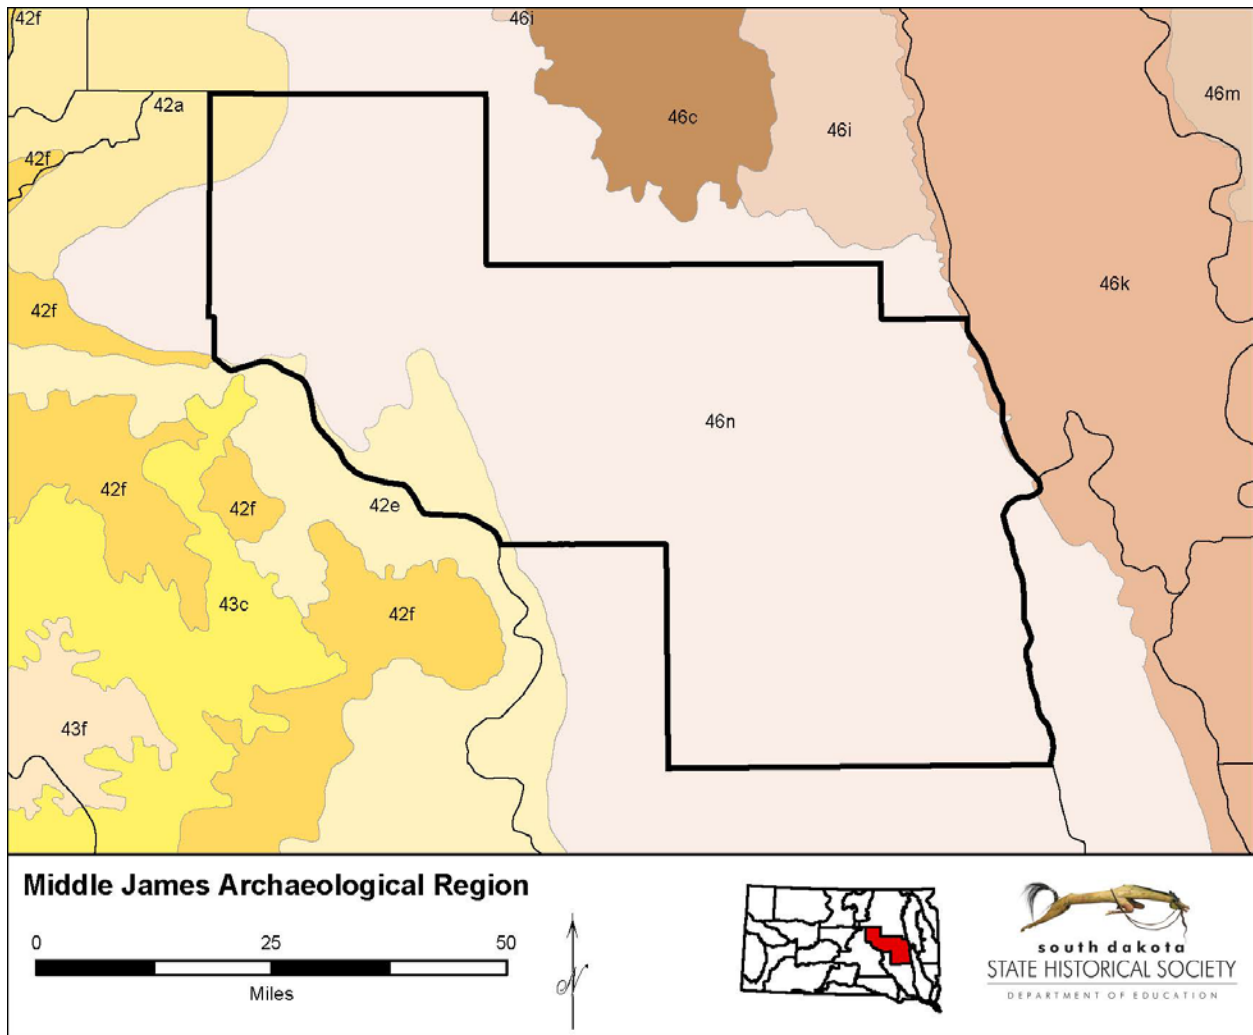 42f
46i
42a
46c
46i
46m
42f
46k
42f
46n
42f
42f
42e
43c
42f
43f
Middle James Archaeological Region
0 25 50
Miles
N
south dakota
STATE HISTORICAL SOCIETY
DEPARTMENT OF EDUCATION